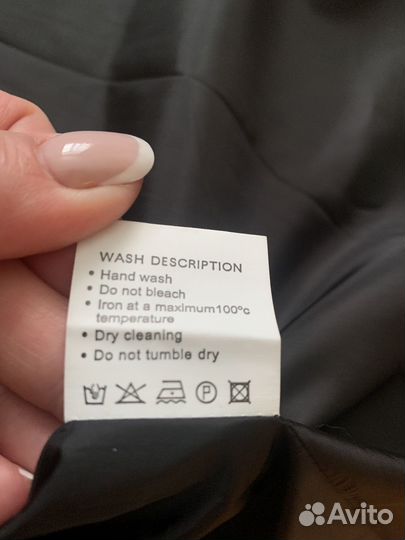 WASH DESCRIPTION
• Hand wash
• Do not bleach
• Iron at a maximum100°c
temperature
• Dry cleaning
• Do not tumble dry
P
Avito